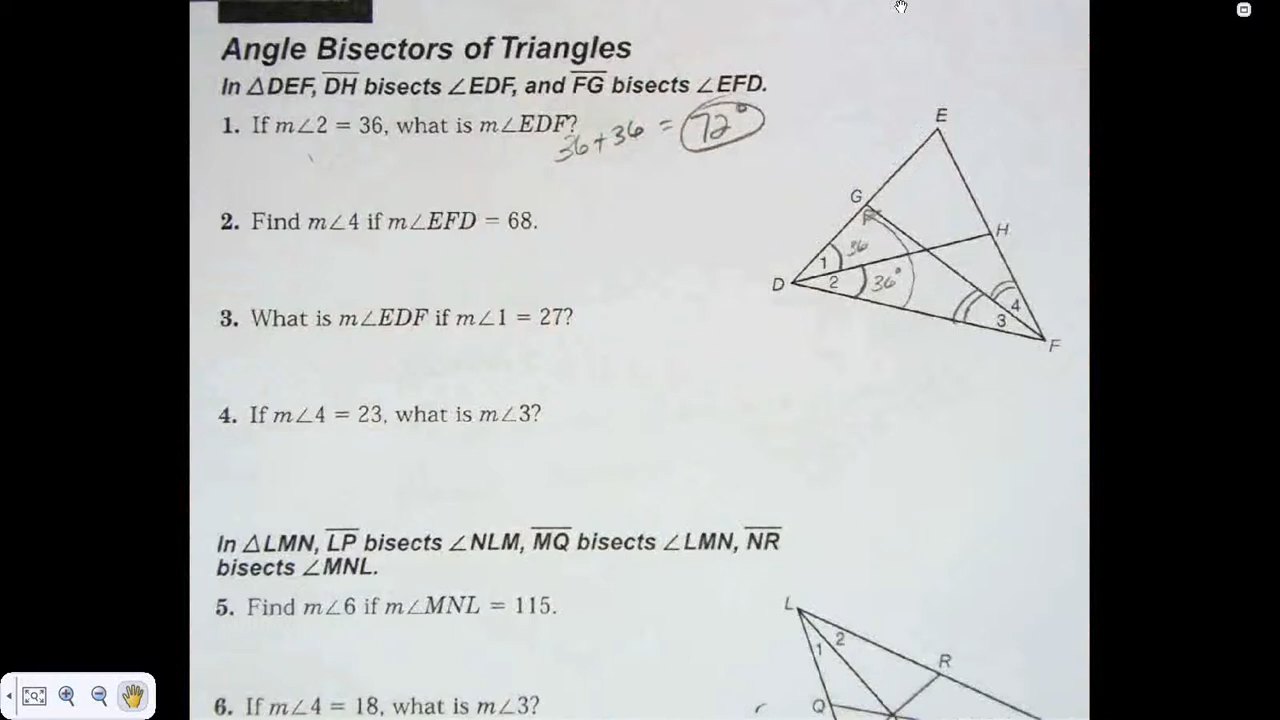 Angle Bisectors of Triangles
In △DEF, DH bisects ∠EDF, and FG bisects ∠EFD.
1. If m∠2 = 36, what is m∠EDF?
36+36 = 72°
2. Find m∠4 if m∠EFD = 68.
3. What is m∠EDF if m∠1 = 27?
4. If m∠4 = 23, what is m∠3?
E
G
H
D
1
36
2
36°
4
3
F
In △LMN, LP bisects ∠NLM, MQ bisects ∠LMN, NR
bisects ∠MNL.
5. Find m∠6 if m∠MNL = 115.
6. If m∠4 = 18, what is m∠3?
L
2
1
R
Q